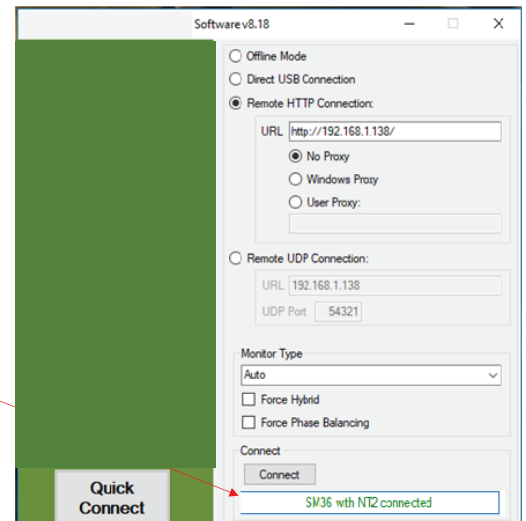 Software v8.18
Offline Mode
Direct USB Connection
Remote HTTP Connection:
URL http://192.168.1.138/
No Proxy
Windows Proxy
User Proxy:
Remote UDP Connection:
URL 192.168.1.138
UDP Port 54321
Monitor Type
Auto
Force Hybrid
Force Phase Balancing
Connect
Connect
SM36 with NT2 connected
Quick
Connect